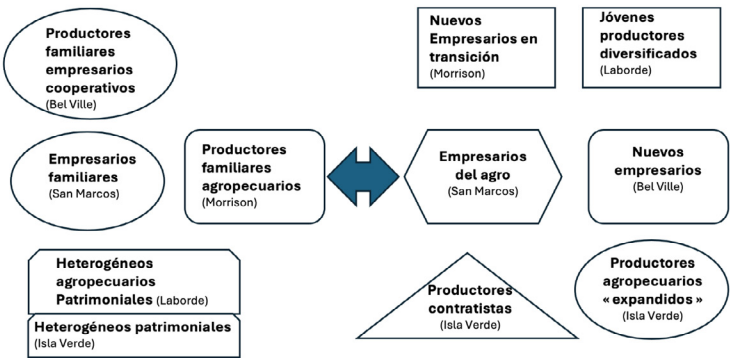 Productores
familiares
empresarios
cooperativos
(Bel Ville)
Nuevos
Empresarios en
transición
(Morrison)
Jóvenes
productores
diversificados
(Laborde)
Empresarios
familiares
(San Marcos)
Productores
familiares
agropecuarios
(Morrison)
Empresarios
del agro
(San Marcos)
Nuevos
empresarios
(Bel Ville)
Heterogéneos
agropecuarios
Patrimoniales (Laborde)
Heterogéneos patrimoniales
(Isla Verde)
Productores
contratistas
(Isla Verde)
Productores
agropecuarios
« expandidos »
(Isla Verde)